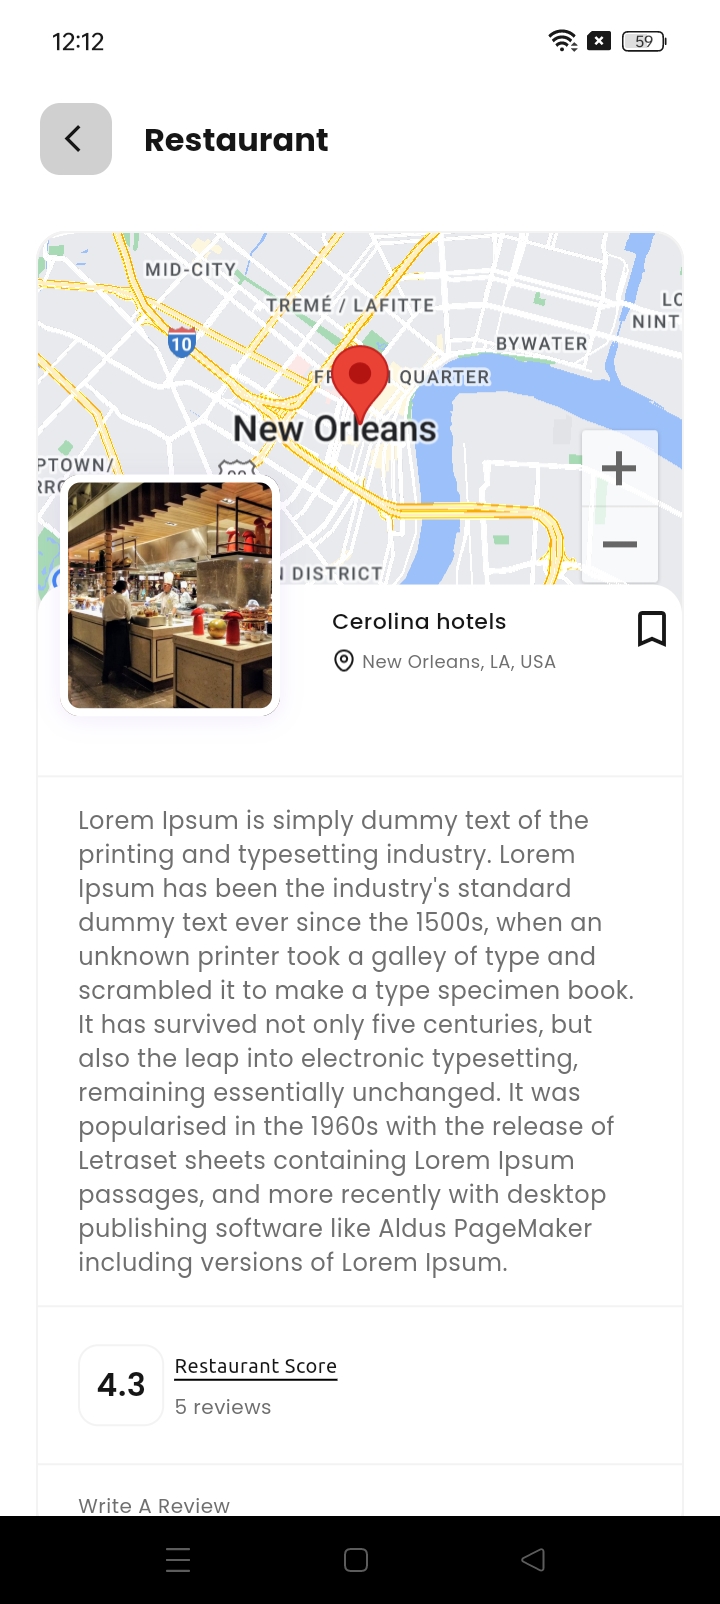 12:12
59
Restaurant
MID-CITY
TREMÉ / LAFITTE
10
BYWATER
QUARTER
New Orleans
DISTRICT
Cerolina hotels
New Orleans, LA, USA
Lorem Ipsum is simply dummy text of the
printing and typesetting industry. Lorem
Ipsum has been the industry's standard
dummy text ever since the 1500s, when an
unknown printer took a galley of type and
scrambled it to make a type specimen book.
It has survived not only five centuries, but
also the leap into electronic typesetting,
remaining essentially unchanged. It was
popularised in the 1960s with the release of
Letraset sheets containing Lorem Ipsum
passages, and more recently with desktop
publishing software like Aldus PageMaker
including versions of Lorem Ipsum.
4.3
Restaurant Score
5 reviews
Write A Review